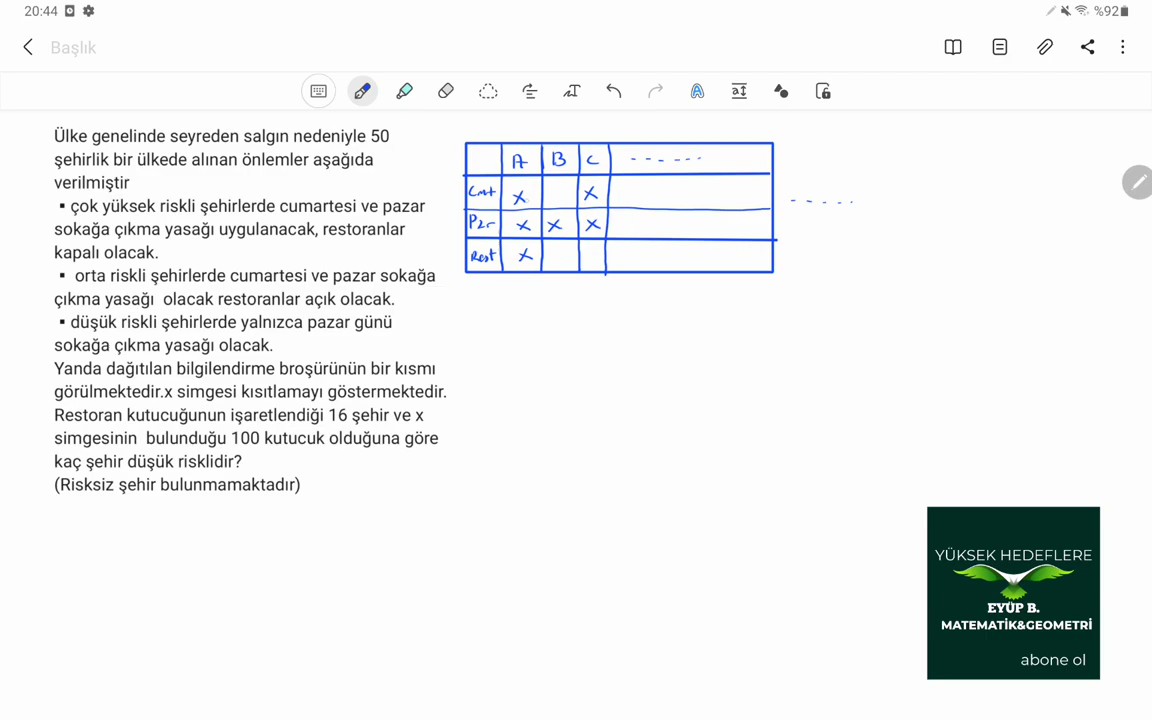 20:44
%92
Başlık
Ülke genelinde seyreden salgın nedeniyle 50
şehirlik bir ülkede alınan önlemler aşağıda
verilmiştir
▪ çok yüksek riskli şehirlerde cumartesi ve pazar
sokağa çıkma yasağı uygulanacak, restoranlar
kapalı olacak.
▪ orta riskli şehirlerde cumartesi ve pazar sokağa
çıkma yasağı olacak restoranlar açık olacak.
▪ düşük riskli şehirlerde yalnızca pazar günü
sokağa çıkma yasağı olacak.
Yanda dağıtılan bilgilendirme broşürünün bir kısmı
görülmektedir.x simgesi kısıtlamayı göstermektedir.
Restoran kutucuğunun işaretlendiği 16 şehir ve x
simgesinin bulunduğu 100 kutucuk olduğuna göre
kaç şehir düşük risklidir?
(Risksiz şehir bulunmamaktadır)
A B C ------
Cmt x x
Pzr x x x
Rest x
-----
YÜKSEK HEDEFLERE
EYÜP B.
MATEMATİK&GEOMETRİ
abone ol